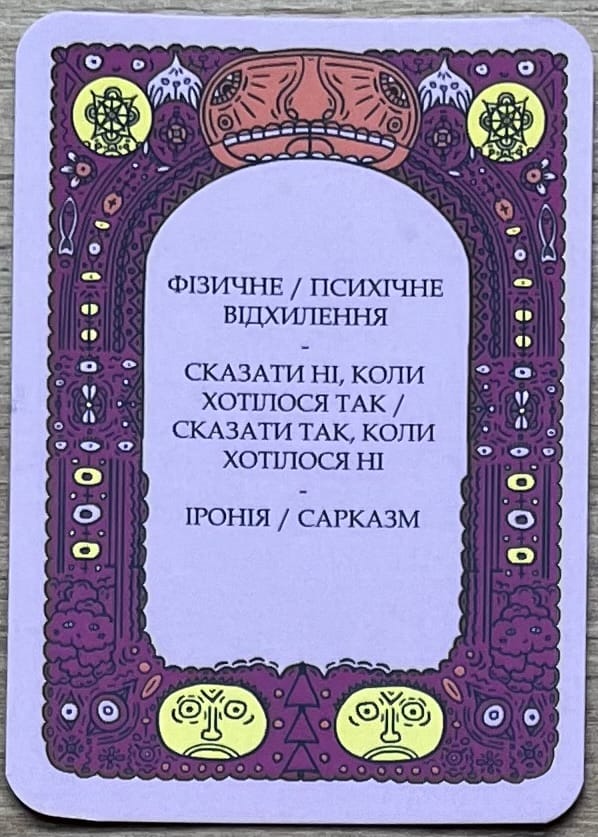 ФІЗИЧНЕ / ПСИХІЧНЕ
ВІДХИЛЕННЯ
-
СКАЗАТИ НІ, КОЛИ
ХОТІЛОСЯ ТАК /
СКАЗАТИ ТАК, КОЛИ
ХОТІЛОСЯ НІ
-
ІРОНІЯ / САРКАЗМ